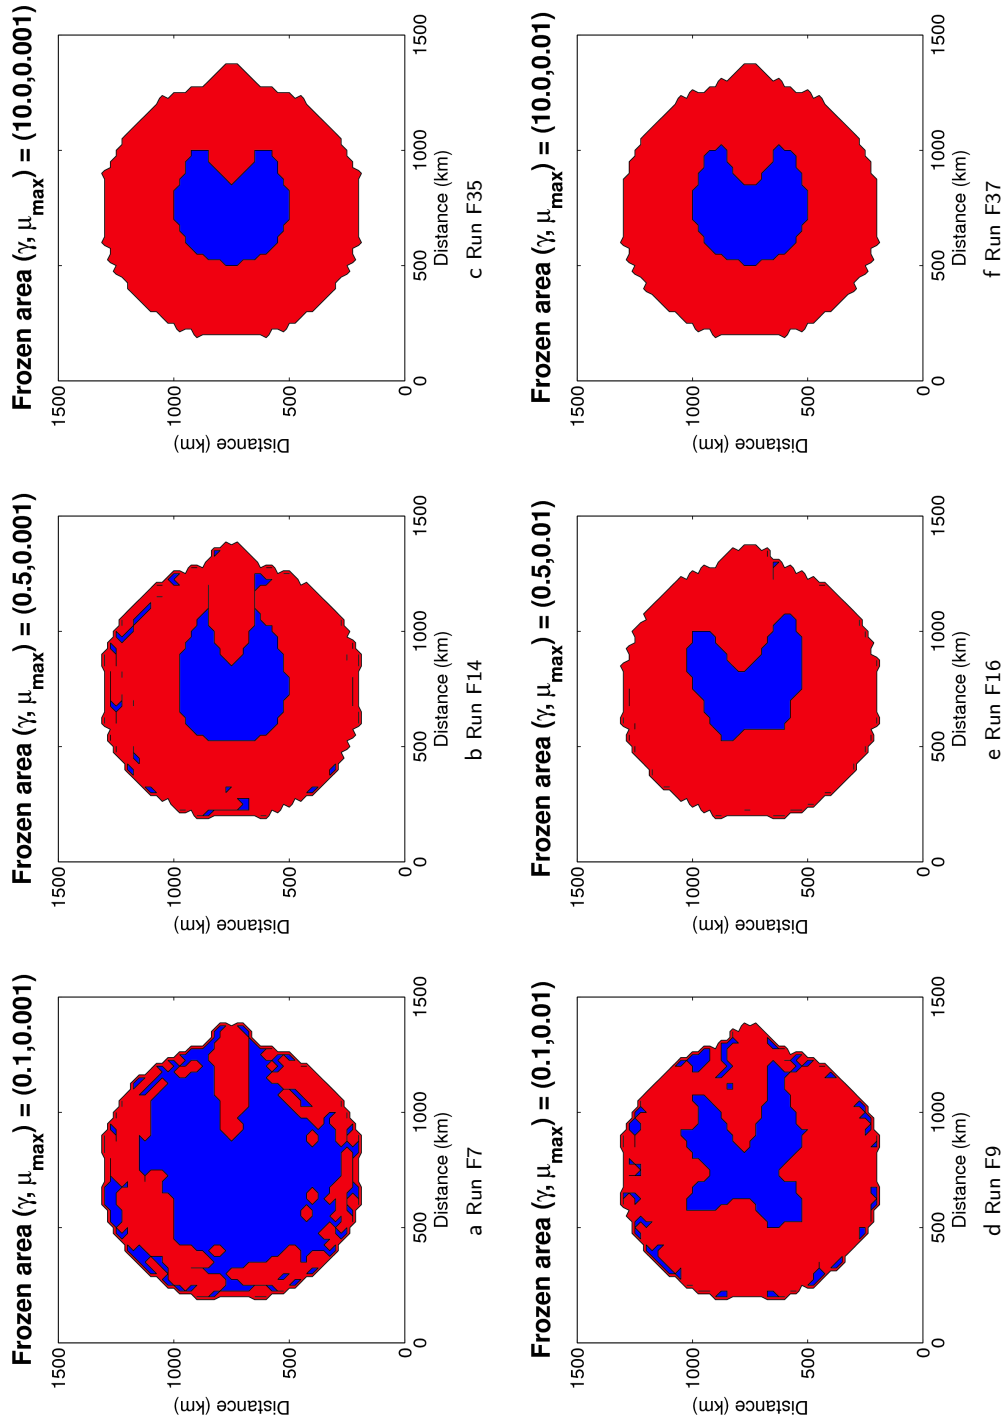 Frozen area (γ, μmax) = (0.1,0.001)
1500
1000
500
0
Distance (km)
0 500 1000 1500
Distance (km)
a Run F7
Frozen area (γ, μmax) = (0.5,0.001)
1500
1000
500
0
Distance (km)
0 500 1000 1500
Distance (km)
b Run F14
Frozen area (γ, μmax) = (10.0,0.001)
1500
1000
500
0
Distance (km)
0 500 1000 1500
Distance (km)
c Run F35
Frozen area (γ, μmax) = (0.1,0.01)
1500
1000
500
0
Distance (km)
0 500 1000 1500
Distance (km)
d Run F9
Frozen area (γ, μmax) = (0.5,0.01)
1500
1000
500
0
Distance (km)
0 500 1000 1500
Distance (km)
e Run F16
Frozen area (γ, μmax) = (10.0,0.01)
1500
1000
500
0
Distance (km)
0 500 1000 1500
Distance (km)
f Run F37